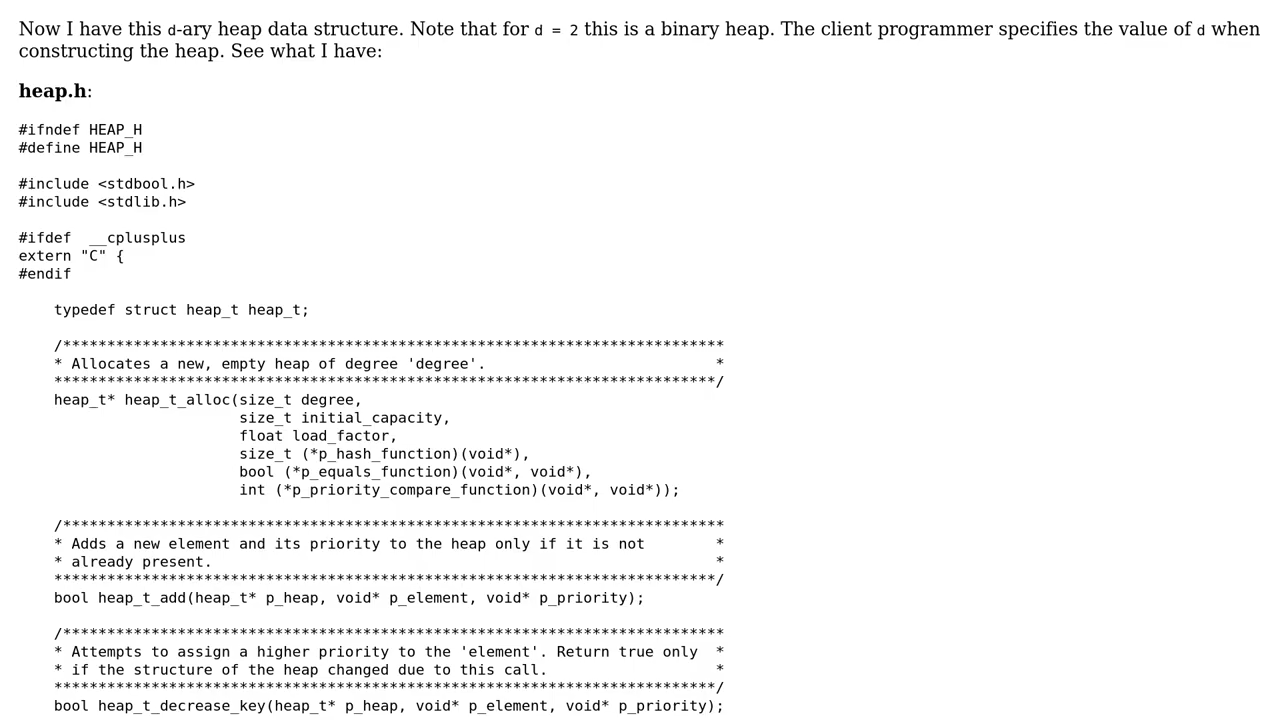 Now I have this d-ary heap data structure. Note that for d = 2 this is a binary heap. The client programmer specifies the value of d when
constructing the heap. See what I have:
heap.h:
#ifndef HEAP_H
#define HEAP_H
#include <stdbool.h>
#include <stdlib.h>
#ifdef  __cplusplus
extern "C" {
#endif
    typedef struct heap_t heap_t;
    /***************************************************************************
    * Allocates a new, empty heap of degree 'degree'.                          *
    ***************************************************************************/
    heap_t* heap_t_alloc(size_t degree,
                         size_t initial_capacity,
                         float load_factor,
                         size_t (*p_hash_function)(void*),
                         bool (*p_equals_function)(void*, void*),
                         int (*p_priority_compare_function)(void*, void*));
    /***************************************************************************
    * Adds a new element and its priority to the heap only if it is not        *
    * already present.                                                         *
    ***************************************************************************/
    bool heap_t_add(heap_t* p_heap, void* p_element, void* p_priority);
    /***************************************************************************
    * Attempts to assign a higher priority to the 'element'. Return true only  *
    * if the structure of the heap changed due to this call.                   *
    ***************************************************************************/
    bool heap_t_decrease_key(heap_t* p_heap, void* p_element, void* p_priority);